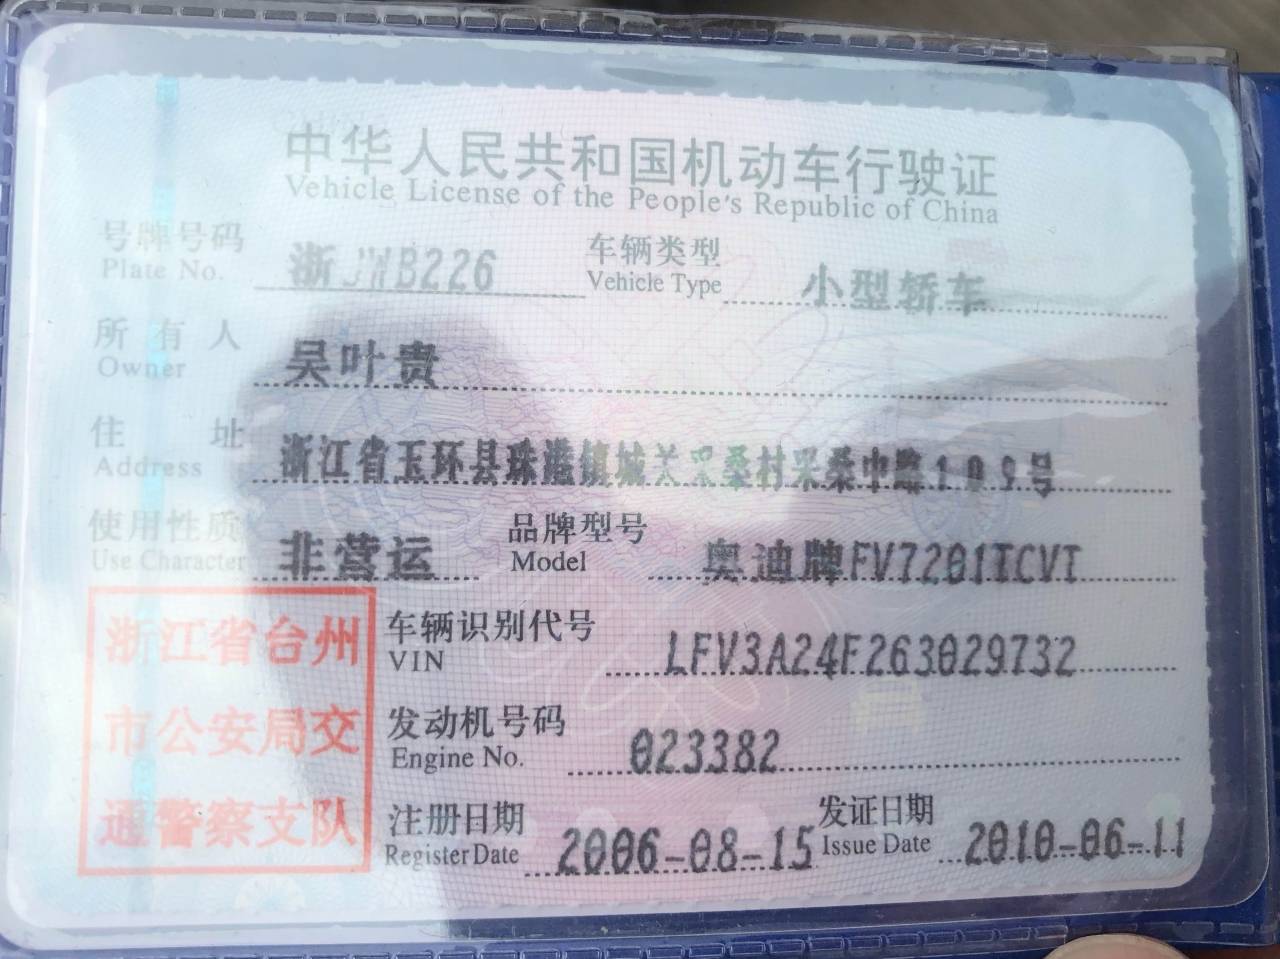 中华人民共和国机动车行驶证
Vehicle License of the People's Republic of China
号牌号码 浙JWB226 车辆类型 小型轿车
Plate No. Vehicle Type
所有人 吴叶贵
Owner
住址 浙江省玉环县珠港镇城关采桑村采桑中路109号
Address
使用性质 非营运 品牌型号 奥迪牌FV7201TCVT
Use Character Model
浙江省台州
市公安局交
通警察支队
车辆识别代号 LFV3A24F263029732
VIN
发动机号码 023382
Engine No.
注册日期 2006-08-15 发证日期 2010-06-11
Register Date Issue Date